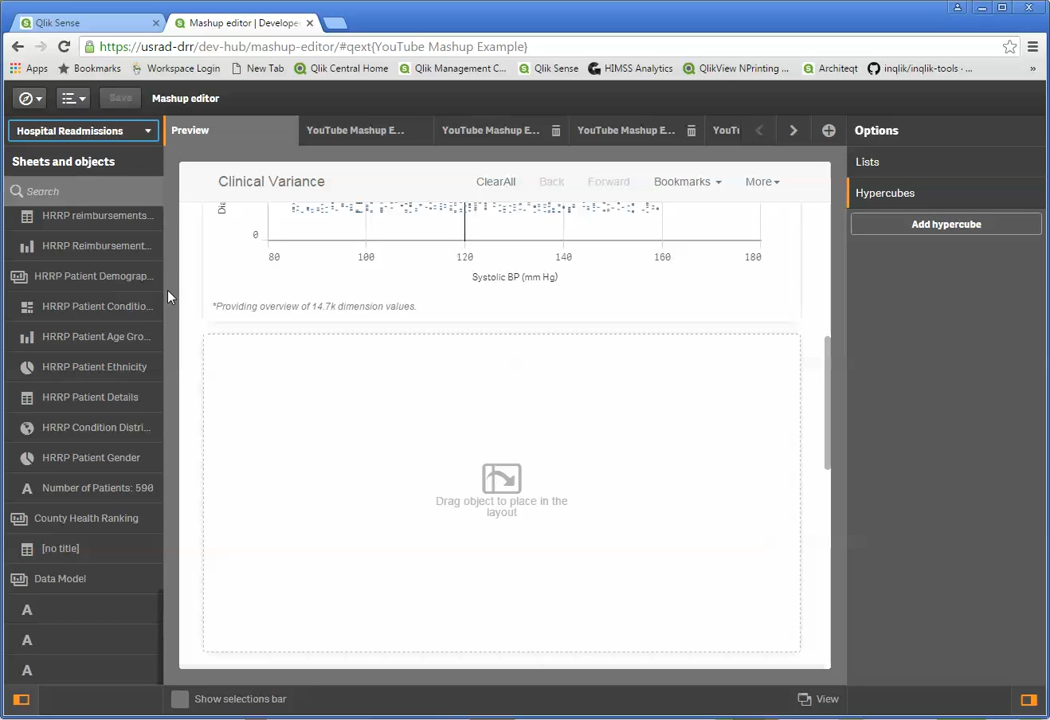 Qlik Sense
Mashup editor | Develope
https://usrad-drr/dev-hub/mashup-editor/#qext{YouTube Mashup Example}
Apps Bookmarks Workspace Login New Tab Qlik Central Home Qlik Management C... Qlik Sense HIMSS Analytics QlikView NPrinting ... Architeqt inqlik/inqlik-tools - ... »
Save Mashup editor
Hospital Readmissions
Preview
YouTube Mashup E...
YouTube Mashup E...
YouTube Mashup E...
YouTu
Options
Sheets and objects
Lists
Search
Clinical Variance ClearAll Back Forward Bookmarks More
Hypercubes
Add hypercube
HRRP reimbursements...
HRRP Reimbursement...
HRRP Patient Demograp...
HRRP Patient Conditio...
HRRP Patient Age Gro...
HRRP Patient Ethnicity
HRRP Patient Details
HRRP Condition Distri...
HRRP Patient Gender
A Number of Patients: 590
County Health Ranking
[no title]
Data Model
A
A
A
Dia
0
80 100 120 140 160 180
Systolic BP (mm Hg)
*Providing overview of 14.7k dimension values.
Drag object to place in the
layout
Show selections bar
View